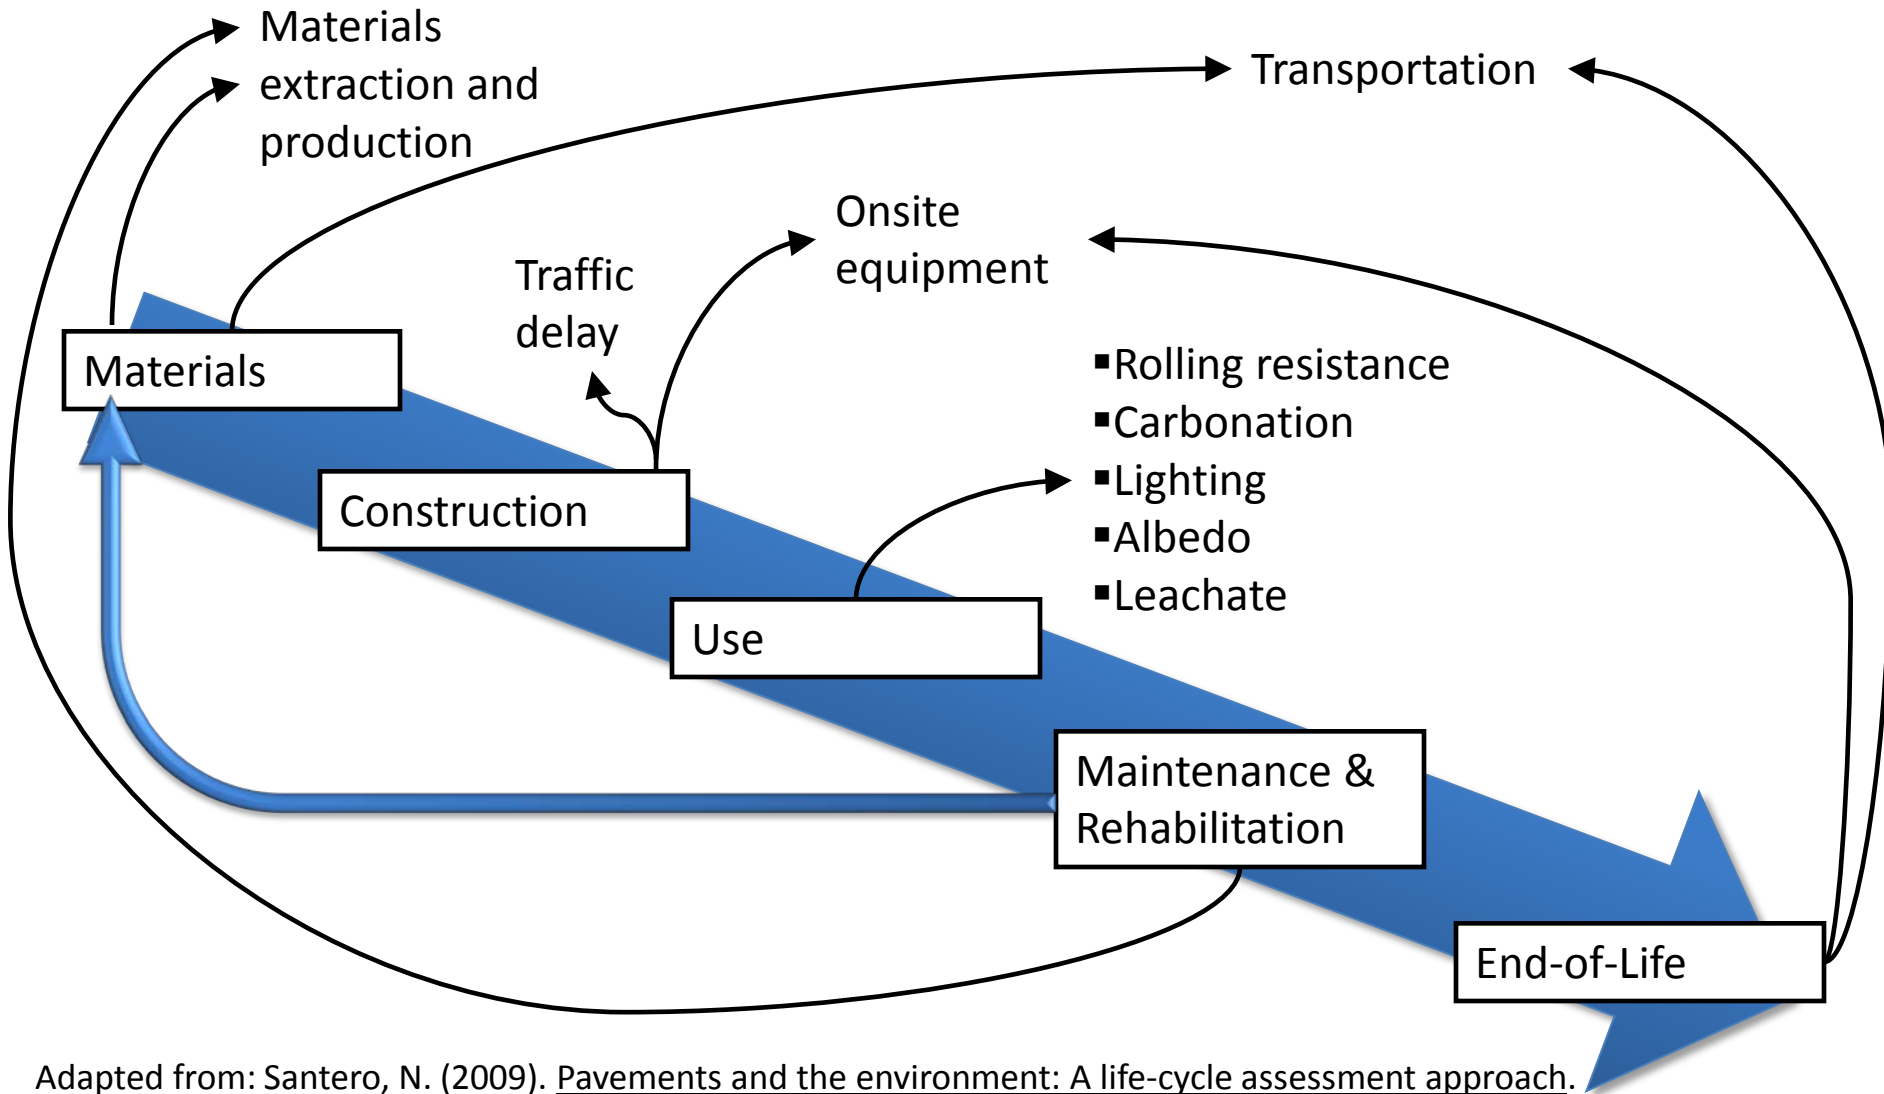 Materials
extraction and
production
Transportation
Onsite
equipment
Traffic
delay
Materials
▪Rolling resistance
▪Carbonation
▪Lighting
▪Albedo
▪Leachate
Construction
Use
Maintenance &
Rehabilitation
End-of-Life
Adapted from: Santero, N. (2009). Pavements and the environment: A life-cycle assessment approach.